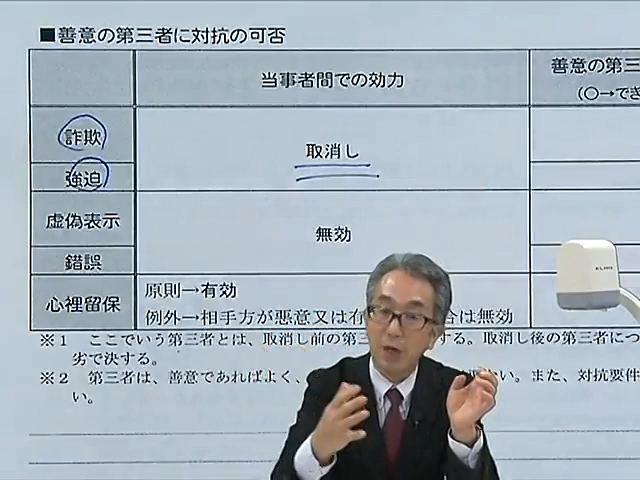 ■善意の第三者に対抗の可否
当事者間での効力
善意の第三
(○→でき
詐欺
取消し
強迫
虚偽表示
無効
錯誤
心裡留保
原則→有効
例外→相手方が悪意又は 合は無効
※1 ここでいう第三者とは、取消し前の第三 する。取消し後の第三者につ
劣で決する。
※2 第三者は、善意であればよく、 ない。また、対抗要件
い。